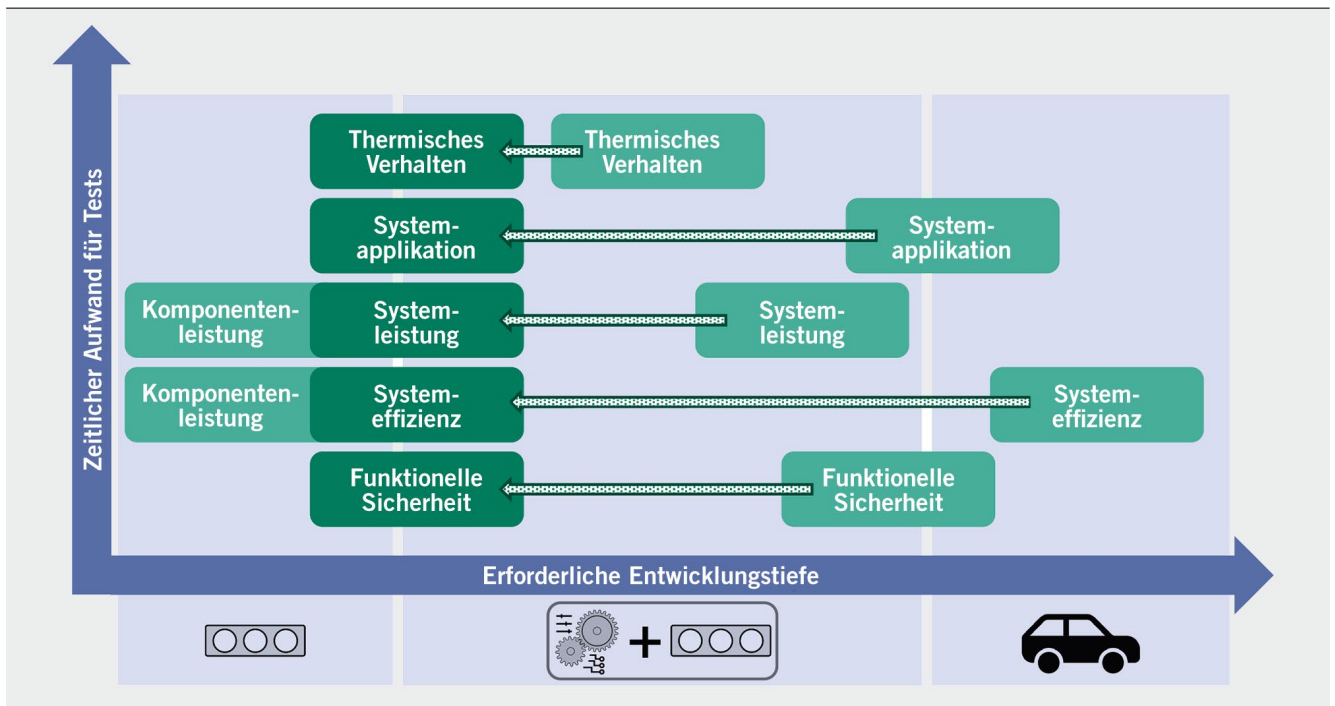 Zeitlicher Aufwand für Tests
Thermisches
Verhalten
Thermisches
Verhalten
System-
applikation
System-
applikation
Komponenten-
leistung
System-
leistung
System-
leistung
Komponenten-
leistung
System-
effizienz
System-
effizienz
Funktionelle
Sicherheit
Funktionelle
Sicherheit
Erforderliche Entwicklungstiefe
+